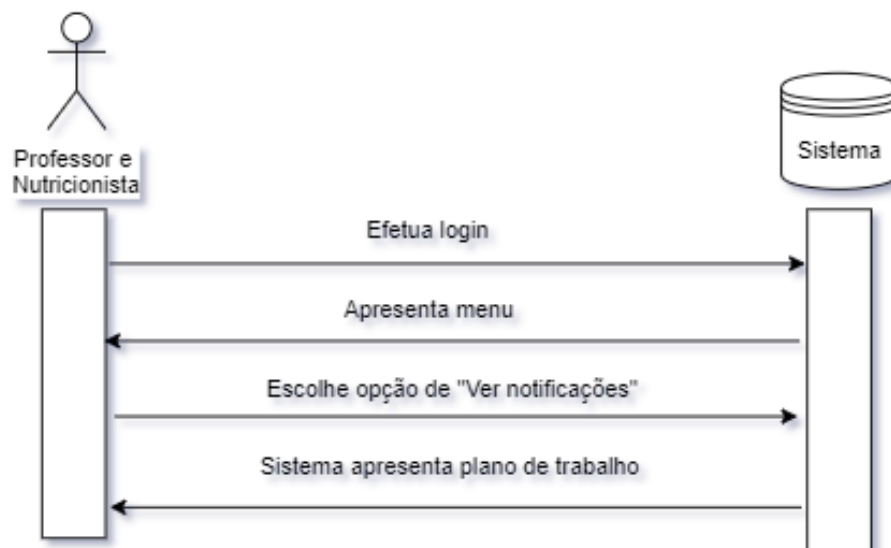 Professor e
Nutricionista
Sistema
Efetua login
Apresenta menu
Escolhe opção de "Ver notificações"
Sistema apresenta plano de trabalho